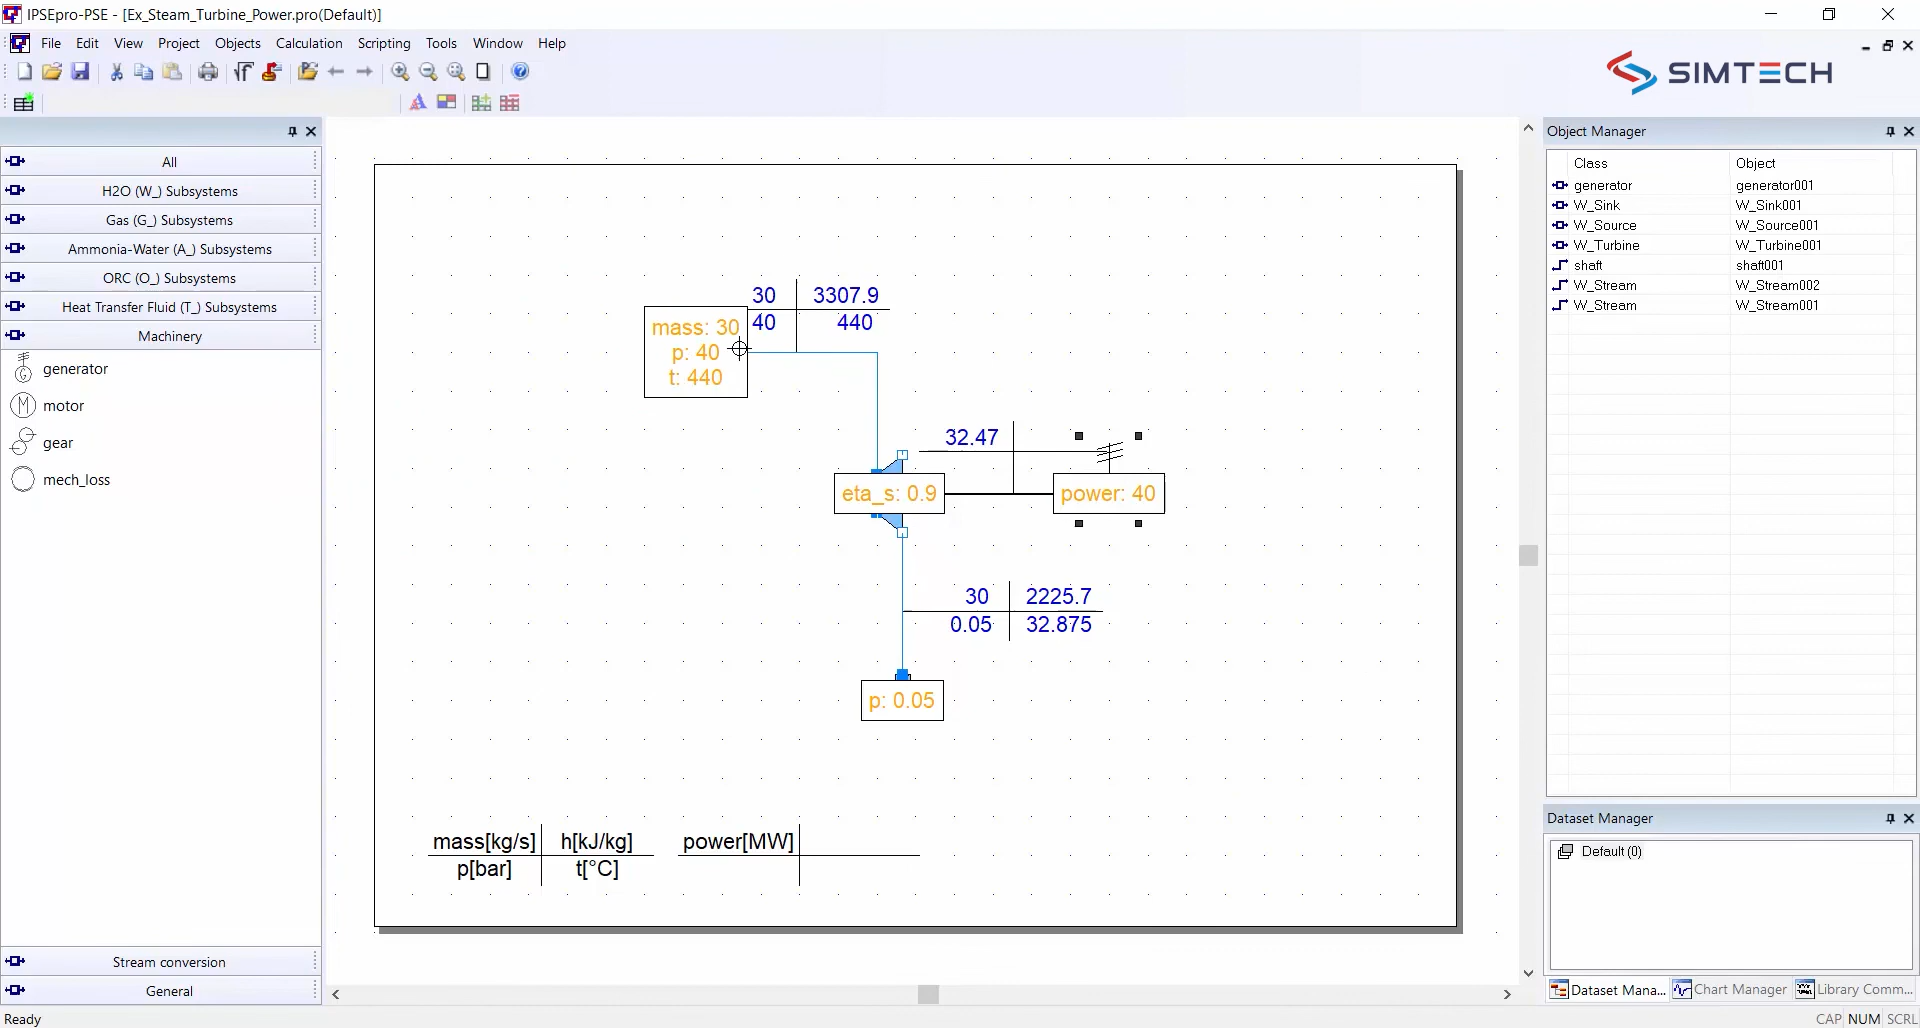 IPSEpro-PSE - [Ex_Steam_Turbine_Power.pro(Default)]
File Edit View Project Objects Calculation Scripting Tools Window Help
SIMTECH
All
H2O (W_) Subsystems
Gas (G_) Subsystems
Ammonia-Water (A_) Subsystems
ORC (O_) Subsystems
Heat Transfer Fluid (T_) Subsystems
Machinery
generator
motor
gear
mech_loss
Stream conversion
General
30 3307.9
40 440
mass: 30
p: 40
t: 440
32.47
eta_s: 0.9
power: 40
30 2225.7
0.05 32.875
p: 0.05
mass[kg/s] h[kJ/kg] power[MW]
p[bar] t[°C]
Object Manager
Class Object
generator generator001
W_Sink W_Sink001
W_Source W_Source001
W_Turbine W_Turbine001
shaft shaft001
W_Stream W_Stream002
W_Stream W_Stream001
Dataset Manager
Default (0)
Dataset Mana... Chart Manager Library Comm...
Ready CAP NUM SCRL